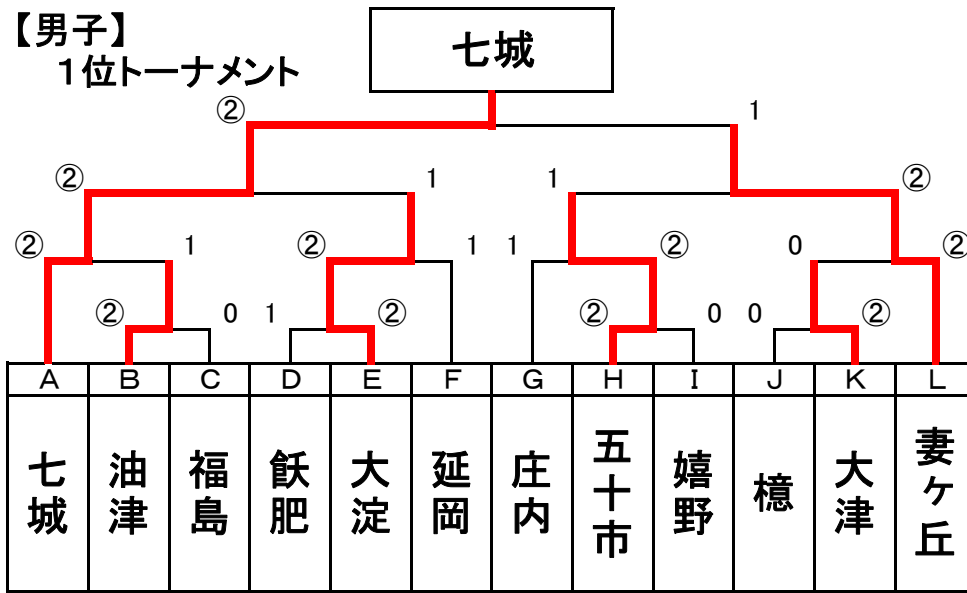 【男子】
七城
1位トーナメント
② 1
② 1 1 ②
② 1 ② 1 1 ② 0 ②
② 0 1 ② ② 0 0 ②
A B C D E F G H I J K L
七城 油津 福島 飫肥 大淀 延岡 庄内 五十市 嬉野 檍 大津 妻ケ丘